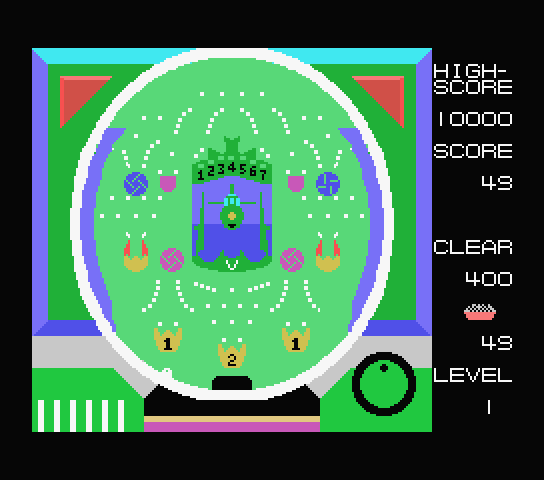 HIGH-
SCORE
10000
SCORE
49
1234567
CLEAR
400
49
1
1
2
LEVEL
1